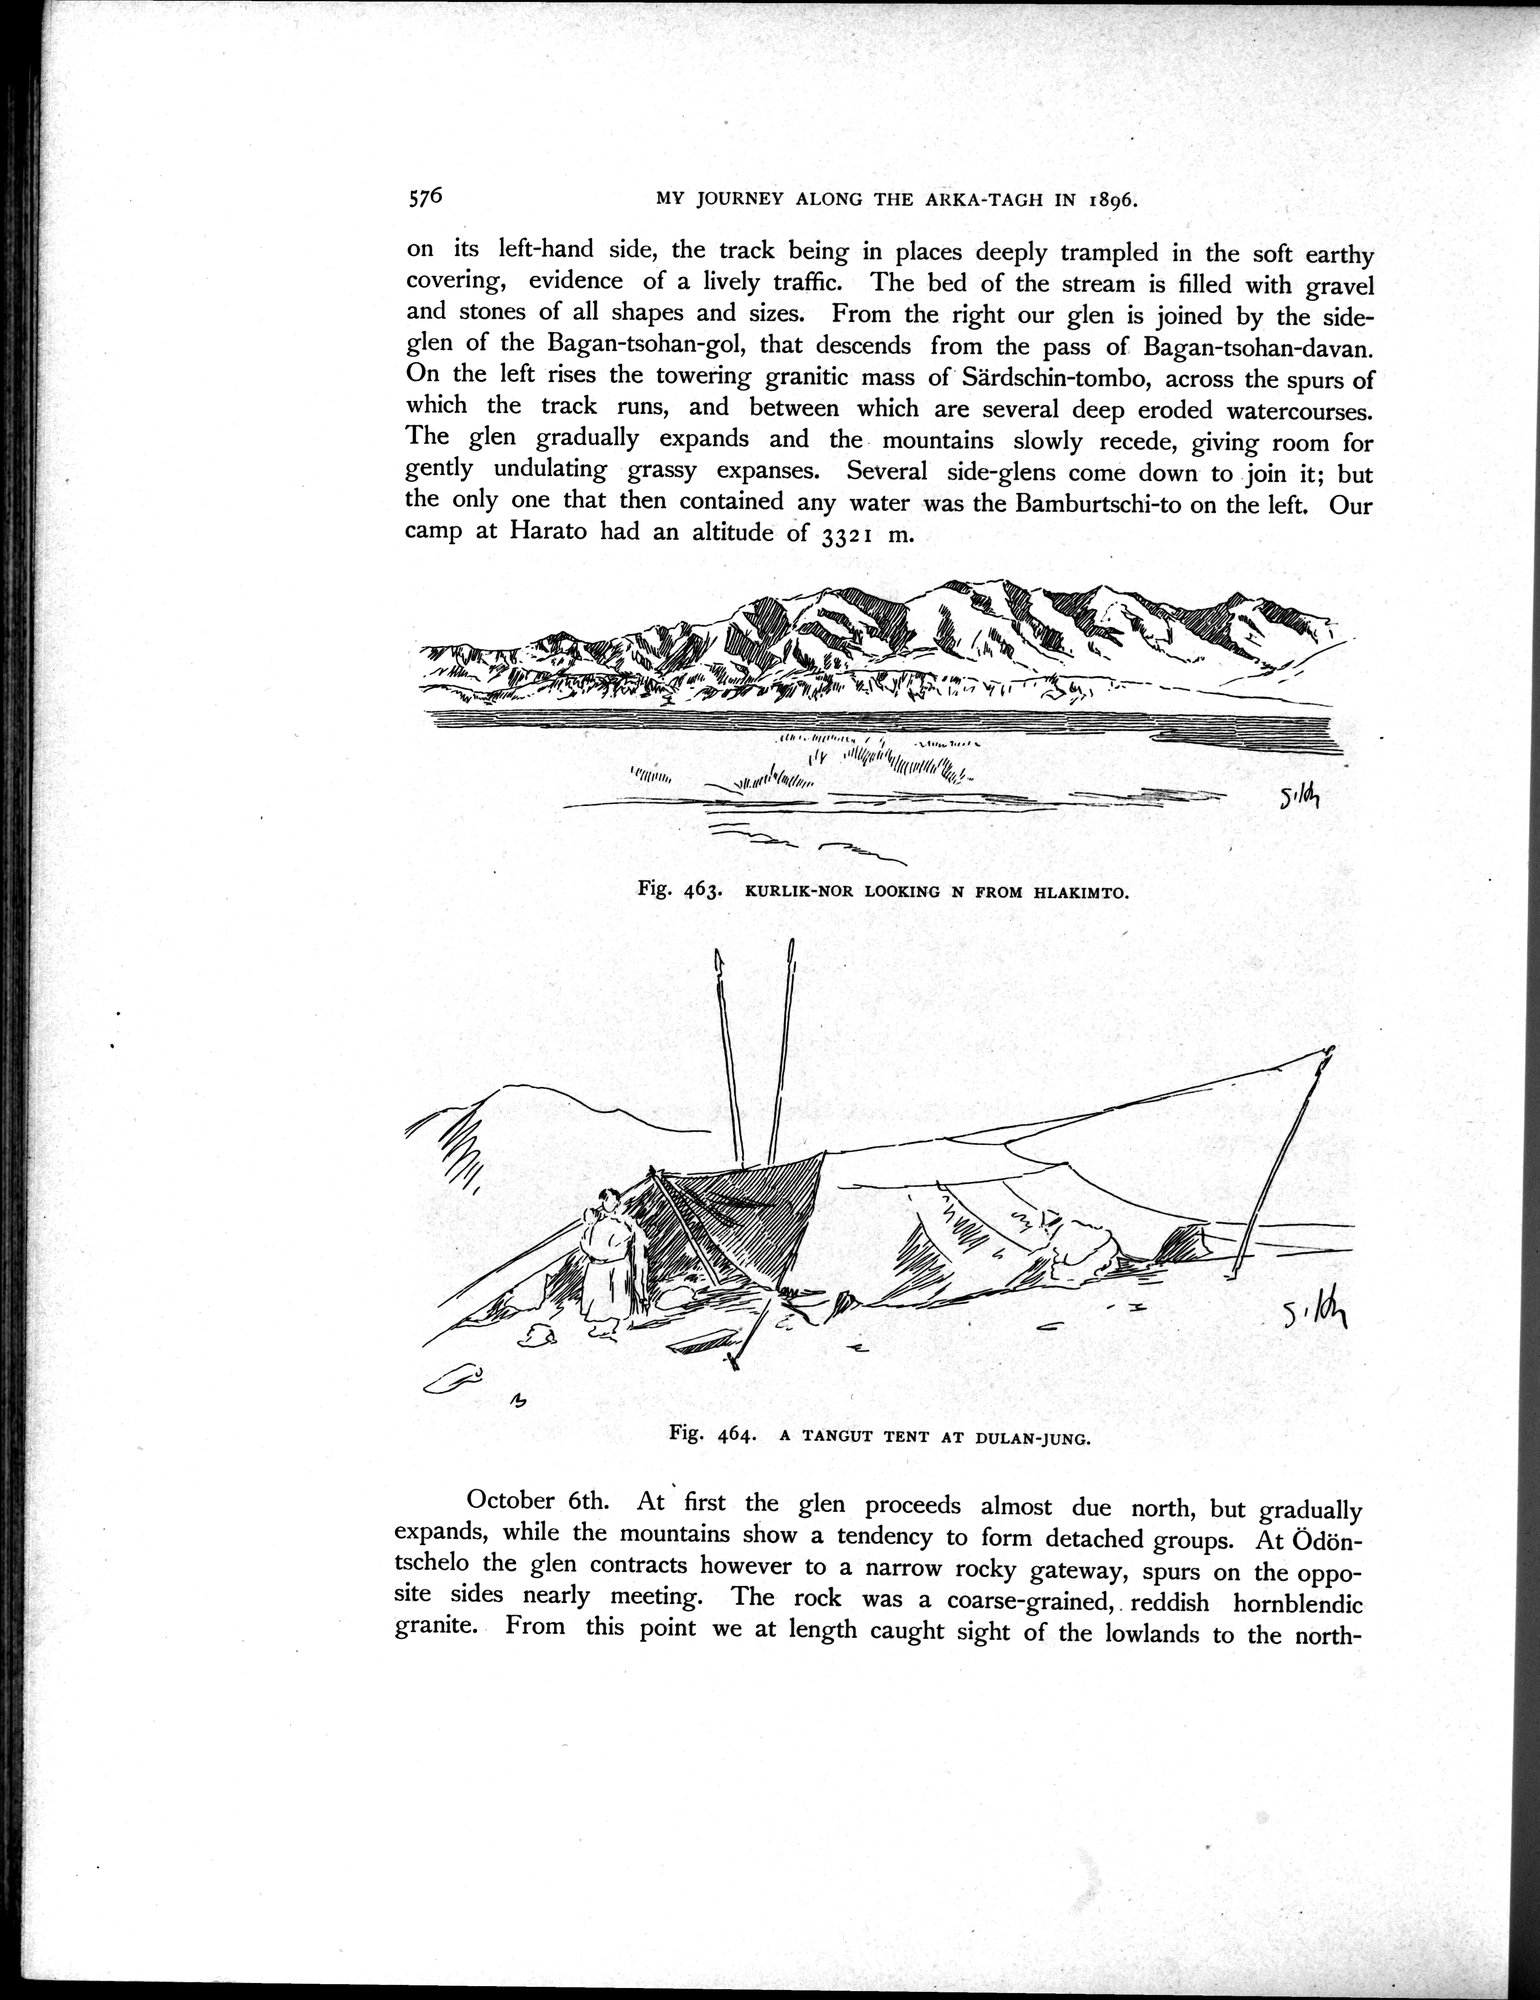 576
MY JOURNEY ALONG THE ARKA-TAGH IN 1896.
on its left-hand side, the track being in places deeply trampled in the soft earthy
covering, evidence of a lively traffic. The bed of the stream is filled with gravel
and stones of all shapes and sizes. From the right our glen is joined by the side-
glen of the Bagan-tsohan-gol, that descends from the pass of Bagan-tsohan-davan.
On the left rises the towering granitic mass of Särdschin-tombo, across the spurs of
which the track runs, and between which are several deep eroded watercourses.
The glen gradually expands and the mountains slowly recede, giving room for
gently undulating grassy expanses. Several side-glens come down to join it; but
the only one that then contained any water was the Bamburtschi-to on the left. Our
camp at Harato had an altitude of 3321 m.
Fig. 463. KURLIK-NOR LOOKING N FROM HLAKIMTO.
Fig. 464. A TANGUT TENT AT DULAN-JUNG.
October 6th. At first the glen proceeds almost due north, but gradually
expands, while the mountains show a tendency to form detached groups. At Ödön-
tschelo the glen contracts however to a narrow rocky gateway, spurs on the oppo-
site sides nearly meeting. The rock was a coarse-grained, reddish hornblendic
granite. From this point we at length caught sight of the lowlands to the north-